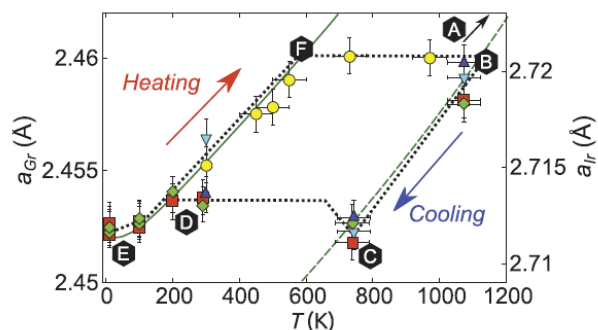 A
F
2.46
Heating
B
2.72
a_Gr (Å)
2.455
2.715
a_Ir (Å)
D
Cooling
E
C
2.45
2.71
0 200 400 600 800 1000 1200
T (K)